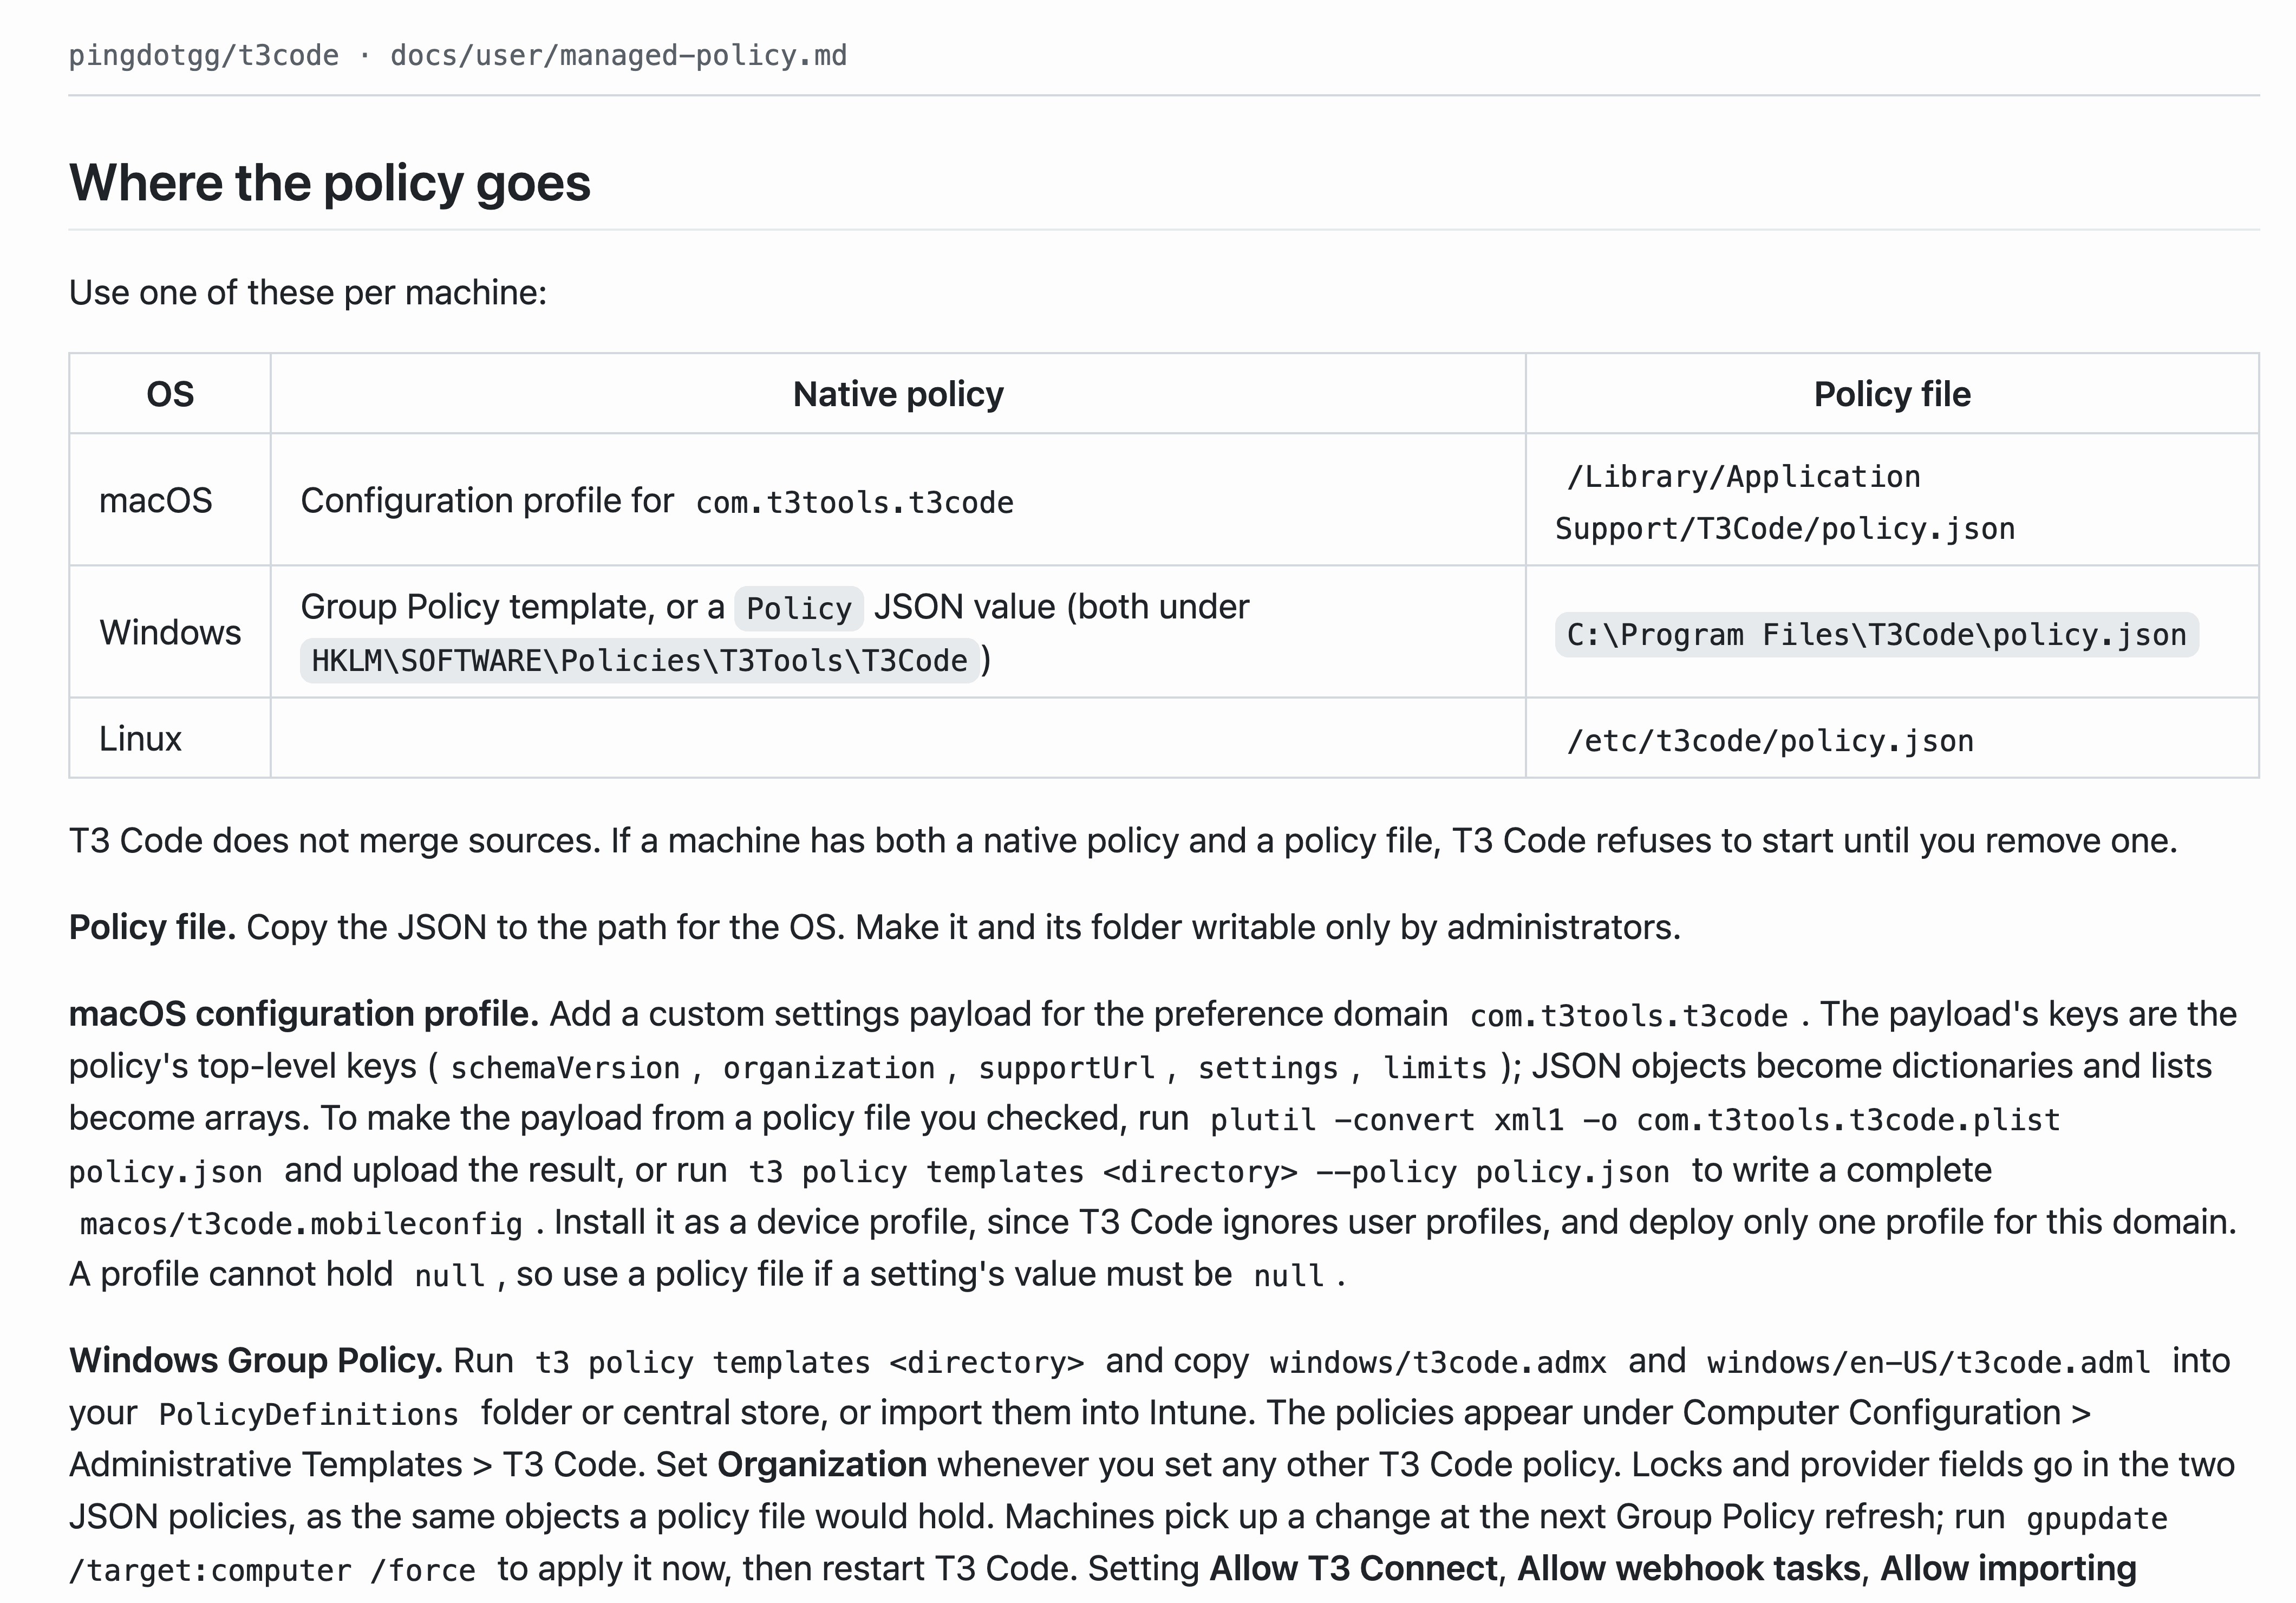 pingdotgg/t3code · docs/user/managed-policy.md
Where the policy goes
Use one of these per machine:
OS Native policy Policy file
macOS Configuration profile for com.t3tools.t3code /Library/Application
Support/T3Code/policy.json
Windows Group Policy template, or a Policy JSON value (both under
HKLM\SOFTWARE\Policies\T3Tools\T3Code) C:\Program Files\T3Code\policy.json
Linux /etc/t3code/policy.json
T3 Code does not merge sources. If a machine has both a native policy and a policy file, T3 Code refuses to start until you remove one.
Policy file. Copy the JSON to the path for the OS. Make it and its folder writable only by administrators.
macOS configuration profile. Add a custom settings payload for the preference domain com.t3tools.t3code . The payload's keys are the
policy's top-level keys ( schemaVersion , organization , supportUrl , settings , limits ); JSON objects become dictionaries and lists
become arrays. To make the payload from a policy file you checked, run plutil -convert xml1 -o com.t3tools.t3code.plist
policy.json and upload the result, or run t3 policy templates <directory> --policy policy.json to write a complete
macos/t3code.mobileconfig . Install it as a device profile, since T3 Code ignores user profiles, and deploy only one profile for this domain.
A profile cannot hold null , so use a policy file if a setting's value must be null .
Windows Group Policy. Run t3 policy templates <directory> and copy windows/t3code.admx and windows/en-US/t3code.adml into
your PolicyDefinitions folder or central store, or import them into Intune. The policies appear under Computer Configuration >
Administrative Templates > T3 Code. Set Organization whenever you set any other T3 Code policy. Locks and provider fields go in the two
JSON policies, as the same objects a policy file would hold. Machines pick up a change at the next Group Policy refresh; run gpupdate
/target:computer /force to apply it now, then restart T3 Code. Setting Allow T3 Connect, Allow webhook tasks, Allow importing